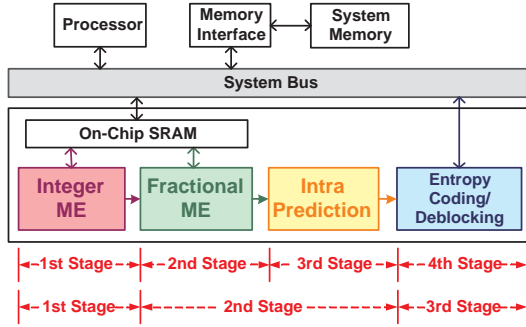 Processor
Memory
Interface
System
Memory
System Bus
On-Chip SRAM
Integer
ME
Fractional
ME
Intra
Prediction
Entropy
Coding/
Deblocking
1st Stage
2nd Stage
3rd Stage
4th Stage
1st Stage
2nd Stage
3rd Stage